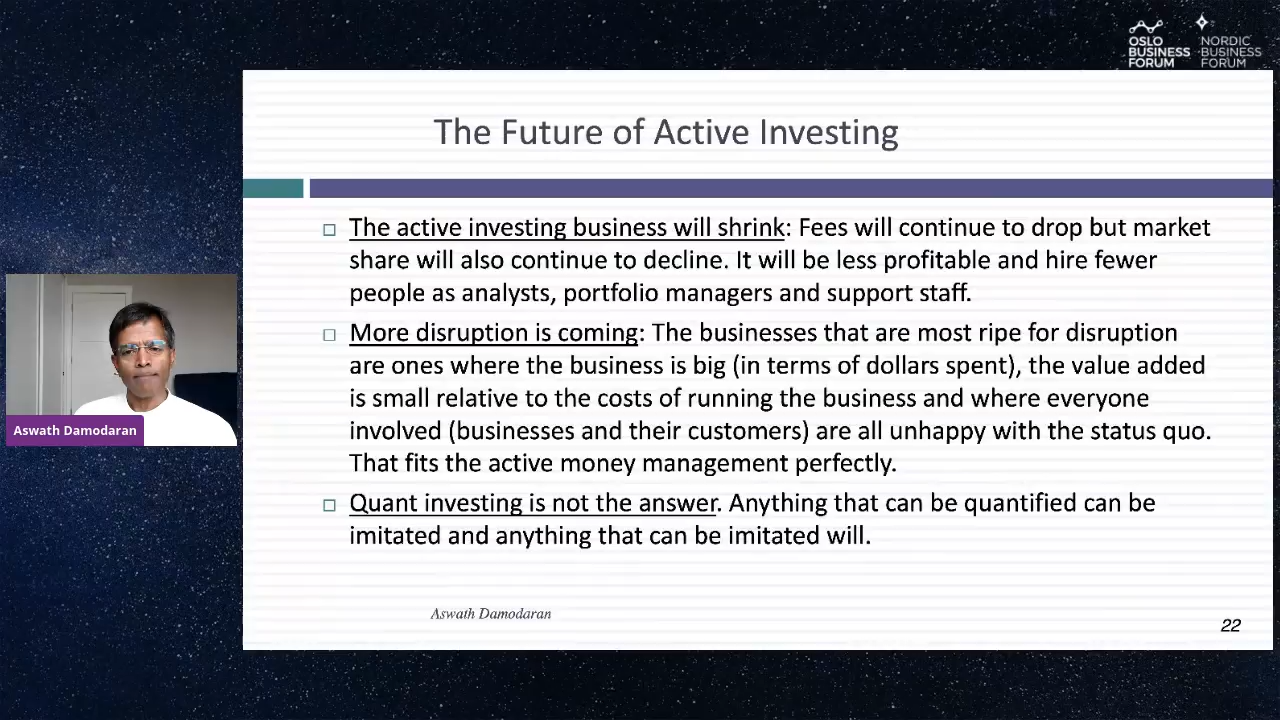 OSLO
BUSINESS
FORUM
NORDIC
BUSINESS
FORUM
The Future of Active Investing
The active investing business will shrink: Fees will continue to drop but market
share will also continue to decline. It will be less profitable and hire fewer
people as analysts, portfolio managers and support staff.
More disruption is coming: The businesses that are most ripe for disruption
are ones where the business is big (in terms of dollars spent), the value added
is small relative to the costs of running the business and where everyone
involved (businesses and their customers) are all unhappy with the status quo.
That fits the active money management perfectly.
Quant investing is not the answer. Anything that can be quantified can be
imitated and anything that can be imitated will.
Aswath Damodaran
Aswath Damodaran
22